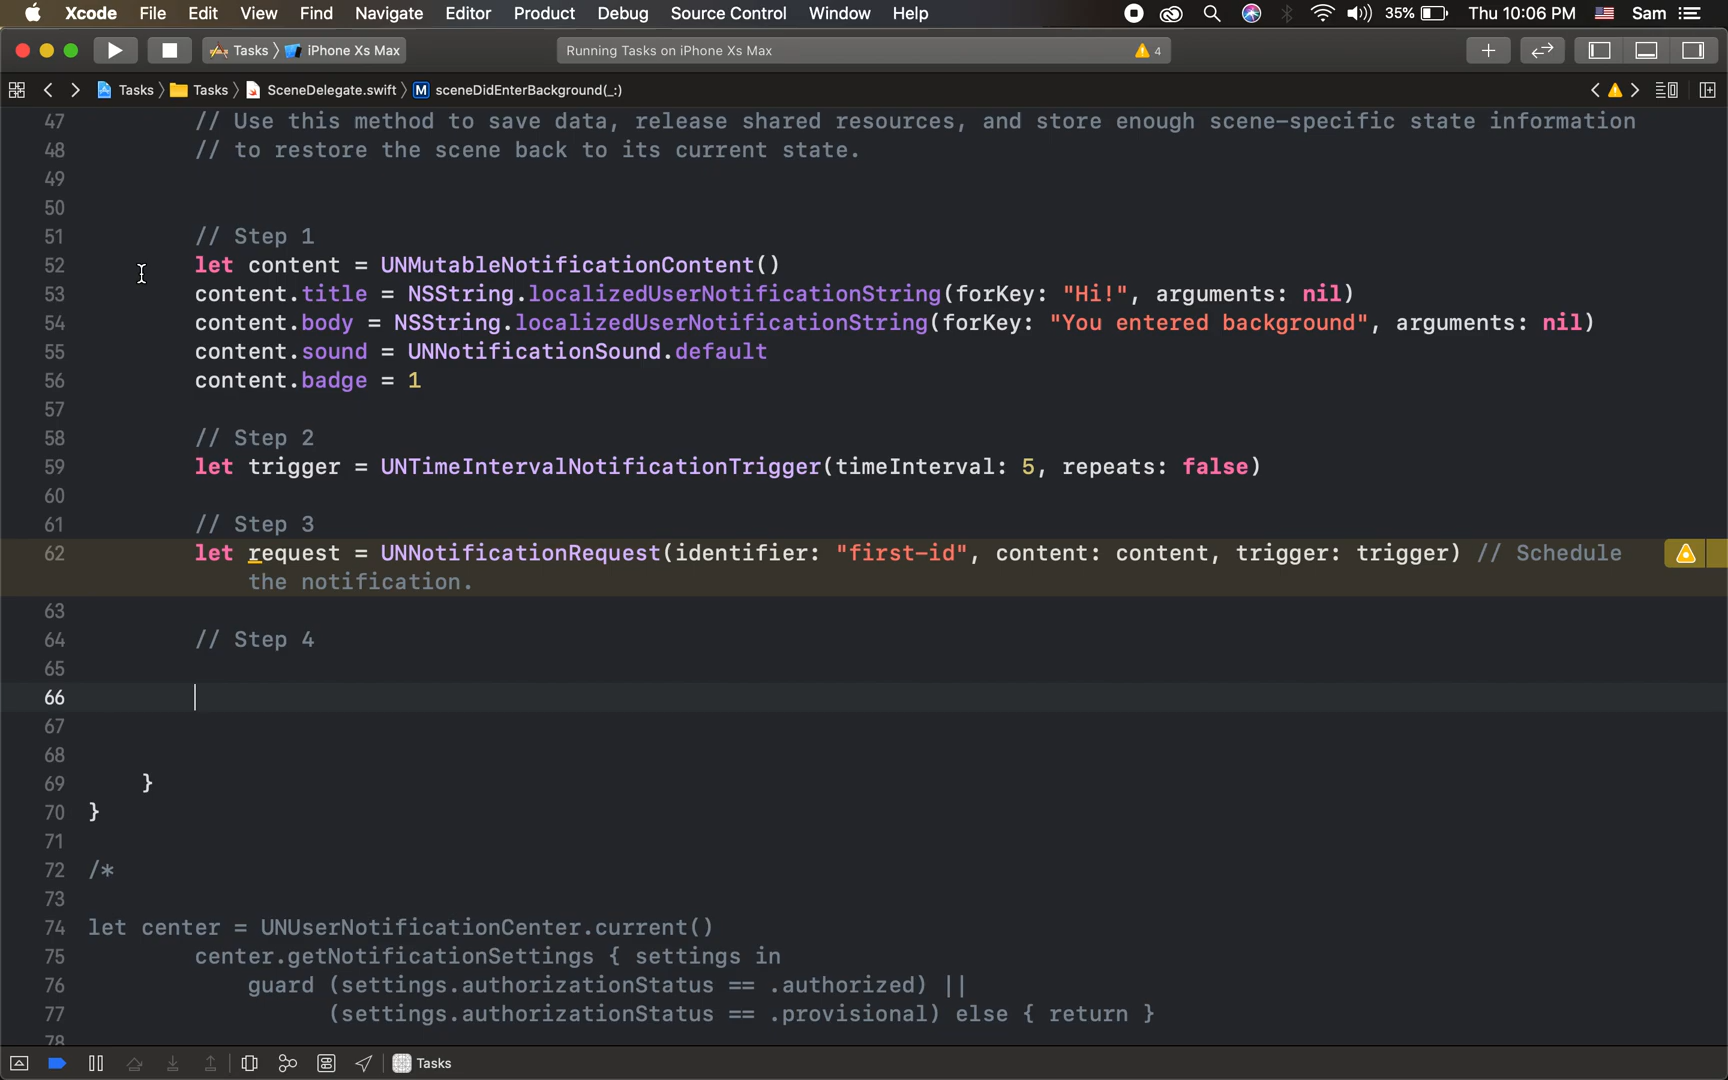 Xcode File Edit View Find Navigate Editor Product Debug Source Control Window Help 35% Thu 10:06 PM Sam
Tasks iPhone Xs Max Running Tasks on iPhone Xs Max 4
Tasks Tasks SceneDelegate.swift M sceneDidEnterBackground(_:)
47 // Use this method to save data, release shared resources, and store enough scene-specific state information
48 // to restore the scene back to its current state.
49
50
51 // Step 1
52 let content = UNMutableNotificationContent()
53 content.title = NSString.localizedUserNotificationString(forKey: "Hi!", arguments: nil)
54 content.body = NSString.localizedUserNotificationString(forKey: "You entered background", arguments: nil)
55 content.sound = UNNotificationSound.default
56 content.badge = 1
57
58 // Step 2
59 let trigger = UNTimeIntervalNotificationTrigger(timeInterval: 5, repeats: false)
60
61 // Step 3
62 let request = UNNotificationRequest(identifier: "first-id", content: content, trigger: trigger) // Schedule
the notification.
63
64 // Step 4
65
66
67
68
69 }
70 }
71
72 /*
73
74 let center = UNUserNotificationCenter.current()
75 center.getNotificationSettings { settings in
76 guard (settings.authorizationStatus == .authorized) ||
77 (settings.authorizationStatus == .provisional) else { return }
78
Tasks